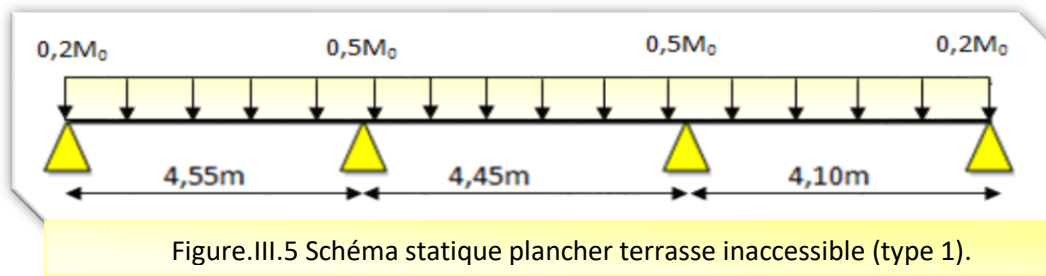 0,2M₀ 0,5M₀ 0,5M₀ 0,2M₀
4,55m 4,45m 4,10m
Figure.III.5 Schéma statique plancher terrasse inaccessible (type 1).